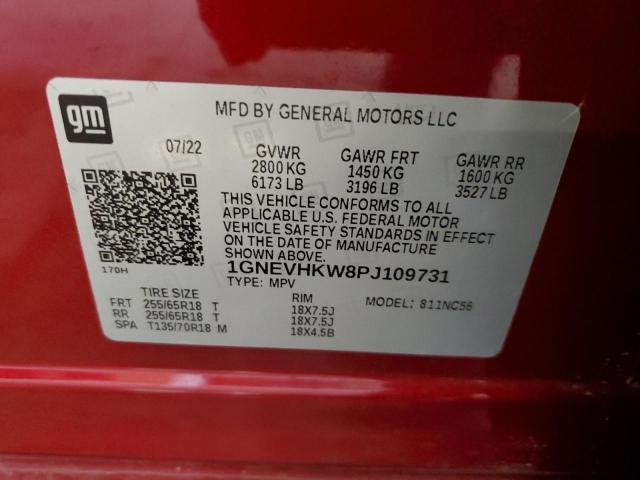 gm
MFD BY GENERAL MOTORS LLC
07/22 GVWR GAWR FRT GAWR RR
2800 KG 1450 KG 1600 KG
6173 LB 3196 LB 3527 LB
THIS VEHICLE CONFORMS TO ALL
APPLICABLE U.S. FEDERAL MOTOR
VEHICLE SAFETY STANDARDS IN EFFECT
ON THE DATE OF MANUFACTURE
SHOWN ABOVE.
170H
1GNEVHKW8PJ109731
TYPE: MPV
TIRE SIZE RIM MODEL: 811NC56
FRT 255/65R18 T 18X7.5J
RR 255/65R18 T 18X7.5J
SPA T135/70R18 M 18X4.5B